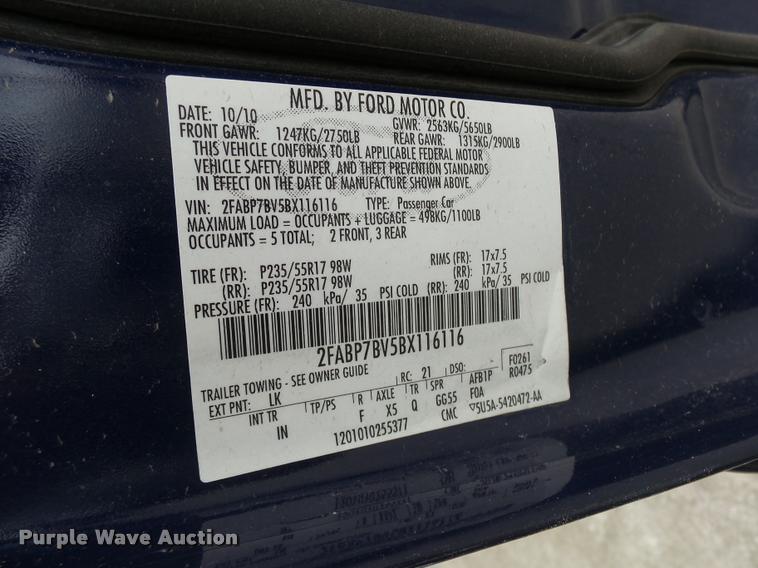 MFD. BY FORD MOTOR CO.
DATE: 10/10 GVWR: 2563KG/5650LB
FRONT GAWR: 1247KG/2750LB REAR GAWR: 1315KG/2900LB
THIS VEHICLE CONFORMS TO ALL APPLICABLE FEDERAL MOTOR
VEHICLE SAFETY, BUMPER, AND THEFT PREVENTION STANDARDS
IN EFFECT ON THE DATE OF MANUFACTURE SHOWN ABOVE.
VIN: 2FABP7BV5BX116116 TYPE: Passenger Car
MAXIMUM LOAD = OCCUPANTS + LUGGAGE = 498KG/1100LB
OCCUPANTS = 5 TOTAL; 2 FRONT, 3 REAR
TIRE (FR): P235/55R17 98W RIMS (FR): 17x7.5
(RR): P235/55R17 98W (RR): 17x7.5
PRESSURE (FR): 240 kPa/ 35 PSI COLD (RR): 240 kPa/ 35 PSI COLD
2FABP7BV5BX116116
TRAILER TOWING - SEE OWNER GUIDE RC: 21 DSO: F0261
EXT PNT: LK AFB1P R0475
INT TR TP/PS R AXLE TR SPR FOA
IN F X5 Q GG55 CMC ▽5U5A-5420472-AA
1201010255377
Purple Wave Auction